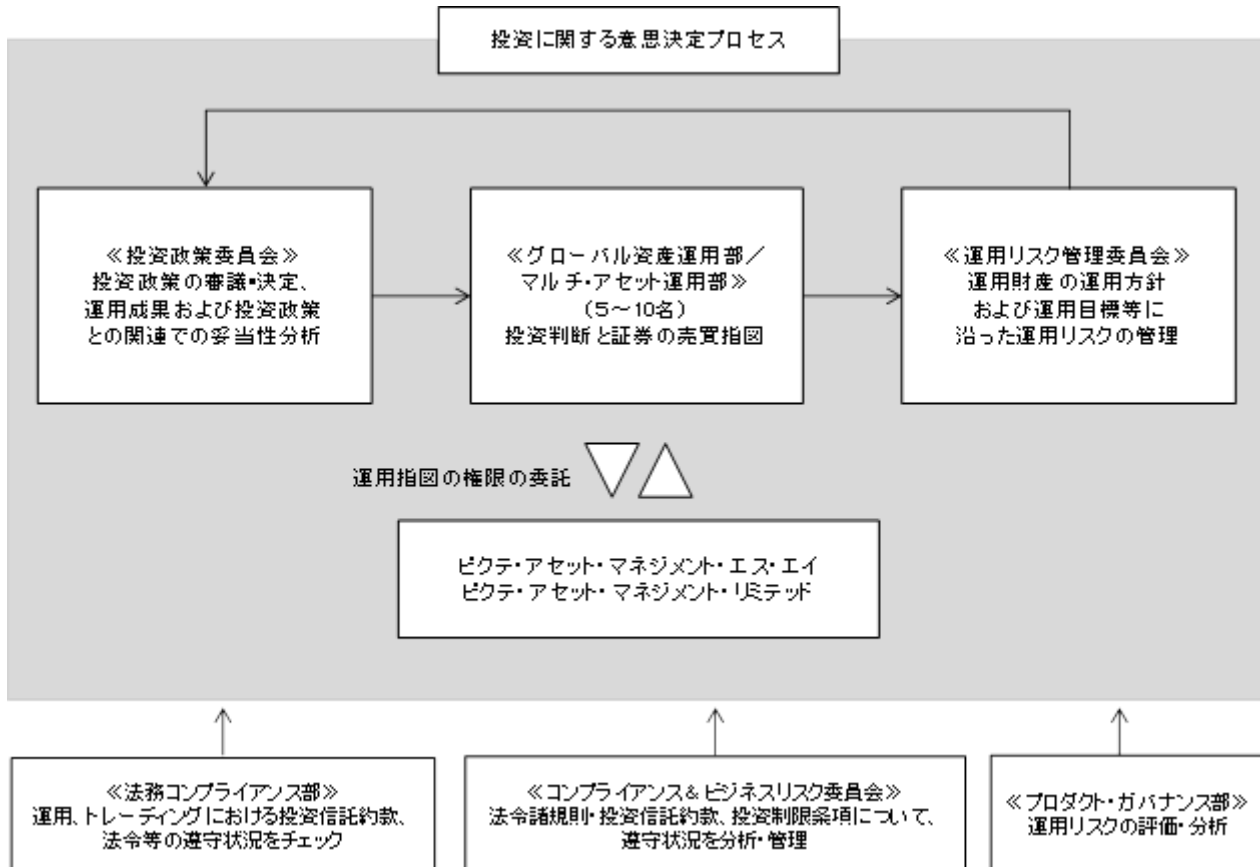 投資に関する意思決定プロセス
≪投資政策委員会≫
投資政策の審議・決定、
運用成果および投資政策
との関連での妥当性分析
≪グローバル資産運用部／
マルチ・アセット運用部≫
（5～10名）
投資判断と証券の売買指図
≪運用リスク管理委員会≫
運用財産の運用方針
および運用目標等に
沿った運用リスクの管理
運用指図の権限の委託
ピクテ・アセット・マネジメント・エス・エイ
ピクテ・アセット・マネジメント・リミテッド
≪法務コンプライアンス部≫
運用、トレーディングにおける投資信託約款、
法令等の遵守状況をチェック
≪コンプライアンス&ビジネスリスク委員会≫
法令諸規則・投資信託約款、投資制限条項について、
遵守状況を分析・管理
≪プロダクト・ガバナンス部≫
運用リスクの評価・分析